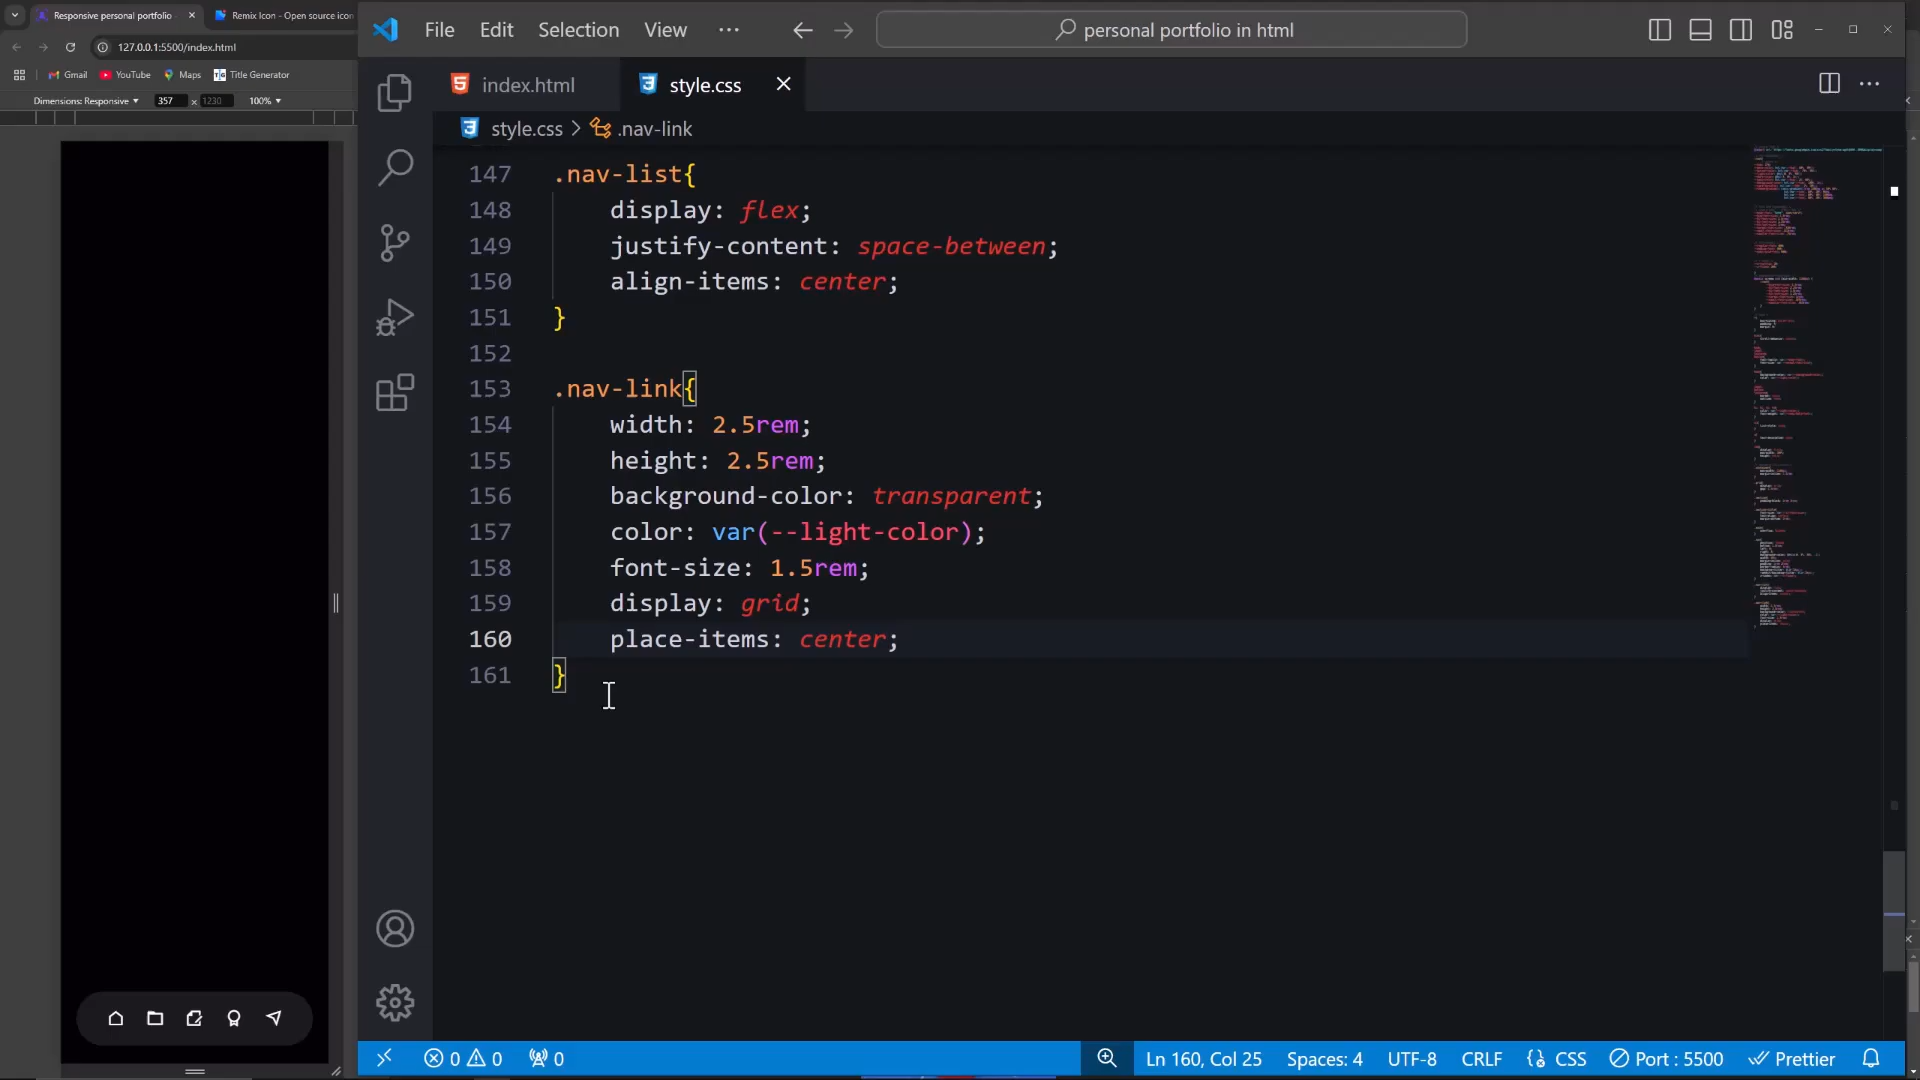 Responsive personal portfolio
Remix Icon - Open source icon
127.0.0.1:5500/index.html
Gmail
YouTube
Maps
Title Generator
Dimensions: Responsive
357
x
1230
100%
File
Edit
Selection
View
personal portfolio in html
index.html
style.css
style.css > .nav-link
147 .nav-list{
148 display: flex;
149 justify-content: space-between;
150 align-items: center;
151 }
152
153 .nav-link{
154 width: 2.5rem;
155 height: 2.5rem;
156 background-color: transparent;
157 color: var(--light-color);
158 font-size: 1.5rem;
159 display: grid;
160 place-items: center;
161 }
0
0
0
Ln 160, Col 25
Spaces: 4
UTF-8
CRLF
CSS
Port : 5500
Prettier